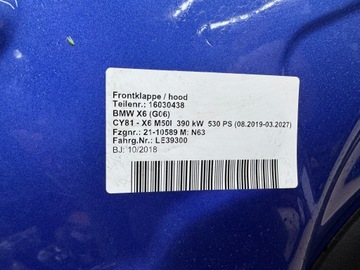 Frontklappe / hood
Teilenr.: 16030438
BMW X6 (G06)
CY81 - X6 M50I 390 kW 530 PS (08.2019-03.2027)
Fzgnr.: 21-10589 M: N63
Fahrg.Nr.: LE39300
BJ: 10/2018